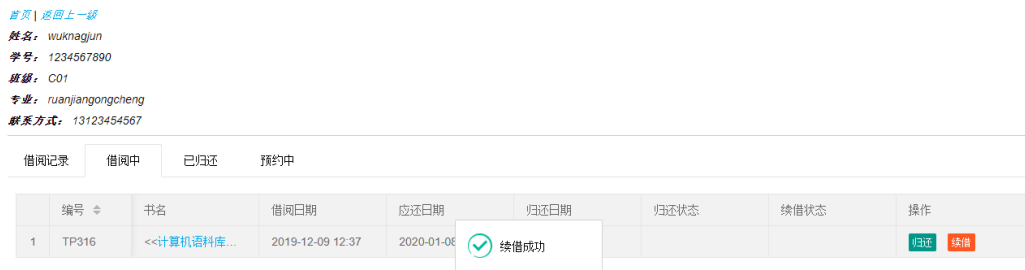 首页 | 返回上一级
姓名： wuknagjun
学号： 1234567890
班级： C01
专业： ruanjiangongcheng
联系方式： 13123454567
借阅记录 借阅中 已归还 预约中
编号 书名 借阅日期 应还日期 归还日期 归还状态 续借状态 操作
1 TP316 <<计算机语料库... 2019-12-09 12:37 2020-01-08 归还 续借
续借成功